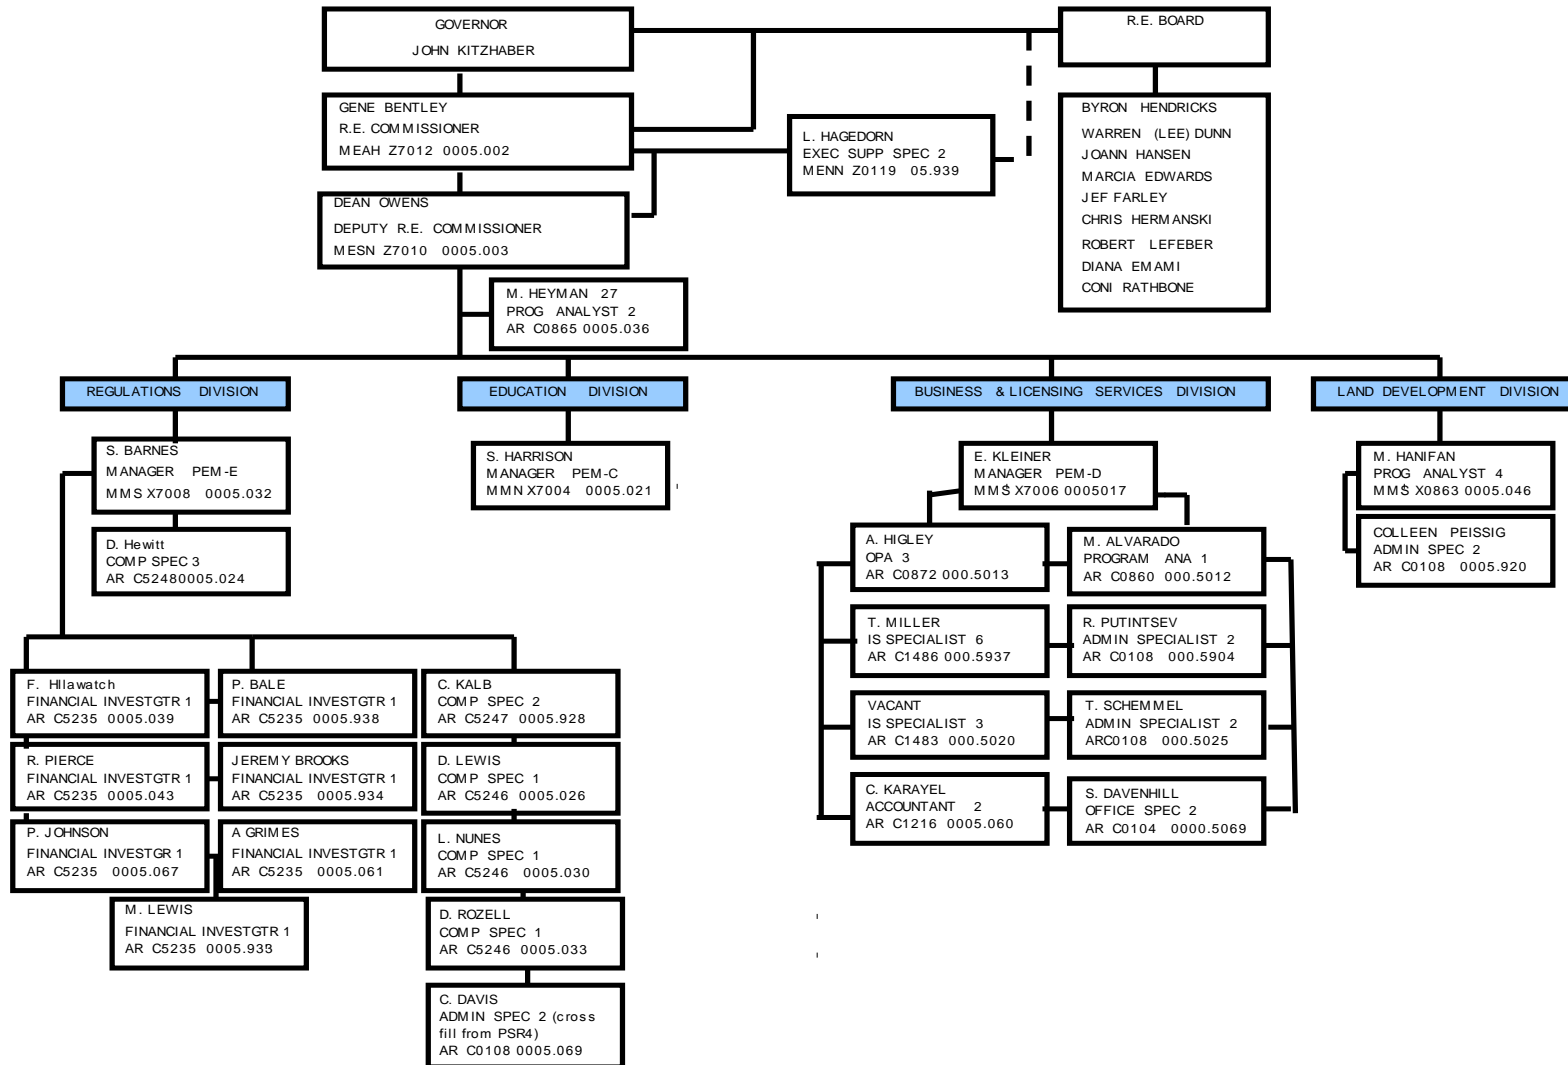 GOVERNOR
JOHN KITZHABER
R.E. BOARD
GENE BENTLEY
R.E. COMMISSIONER
MEAH Z7012 0005.002
L. HAGEDORN
EXEC SUPP SPEC 2
MENN Z0119 05.939
BYRON HENDRICKS
WARREN (LEE) DUNN
JOANN HANSEN
MARCIA EDWARDS
JEF FARLEY
CHRIS HERMANSKI
ROBERT LEFEBER
DIANA EMAMI
CONI RATHBONE
DEAN OWENS
DEPUTY R.E. COMMISSIONER
MESN Z7010 0005.003
M. HEYMAN 27
PROG ANALYST 2
AR C0865 0005.036
REGULATIONS DIVISION
EDUCATION DIVISION
BUSINESS & LICENSING SERVICES DIVISION
LAND DEVELOPMENT DIVISION
S. BARNES
MANAGER PEM-E
MMS X7008 0005.032
S. HARRISON
MANAGER PEM-C
MMN X7004 0005.021
E. KLEINER
MANAGER PEM-D
MMS X7006 0005017
M. HANIFAN
PROG ANALYST 4
MMS X0863 0005.046
D. Hewitt
COMP SPEC 3
AR C52480005.024
A. HIGLEY
OPA 3
AR C0872 000.5013
M. ALVARADO
PROGRAM ANA 1
AR C0860 000.5012
COLLEEN PEISSIG
ADMIN SPEC 2
AR C0108 0005.920
T. MILLER
IS SPECIALIST 6
AR C1486 000.5937
R. PUTINTSEV
ADMIN SPECIALIST 2
AR C0108 000.5904
F. HIlawatch
FINANCIAL INVESTGTR 1
AR C5235 0005.039
P. BALE
FINANCIAL INVESTGTR 1
AR C5235 0005.938
C. KALB
COMP SPEC 2
AR C5247 0005.928
VACANT
IS SPECIALIST 3
AR C1483 000.5020
T. SCHEMMEL
ADMIN SPECIALIST 2
ARC0108 000.5025
R. PIERCE
FINANCIAL INVESTGTR 1
AR C5235 0005.043
JEREMY BROOKS
FINANCIAL INVESTGTR 1
AR C5235 0005.934
D. LEWIS
COMP SPEC 1
AR C5246 0005.026
C. KARAYEL
ACCOUNTANT 2
AR C1216 0005.060
S. DAVENHILL
OFFICE SPEC 2
AR C0104 0000.5069
P. JOHNSON
FINANCIAL INVESTGR 1
AR C5235 0005.067
A GRIMES
FINANCIAL INVESTGTR 1
AR C5235 0005.061
L. NUNES
COMP SPEC 1
AR C5246 0005.030
M. LEWIS
FINANCIAL INVESTGTR 1
AR C5235 0005.933
D. ROZELL
COMP SPEC 1
AR C5246 0005.033
C. DAVIS
ADMIN SPEC 2 (cross
fill from PSR4)
AR C0108 0005.069